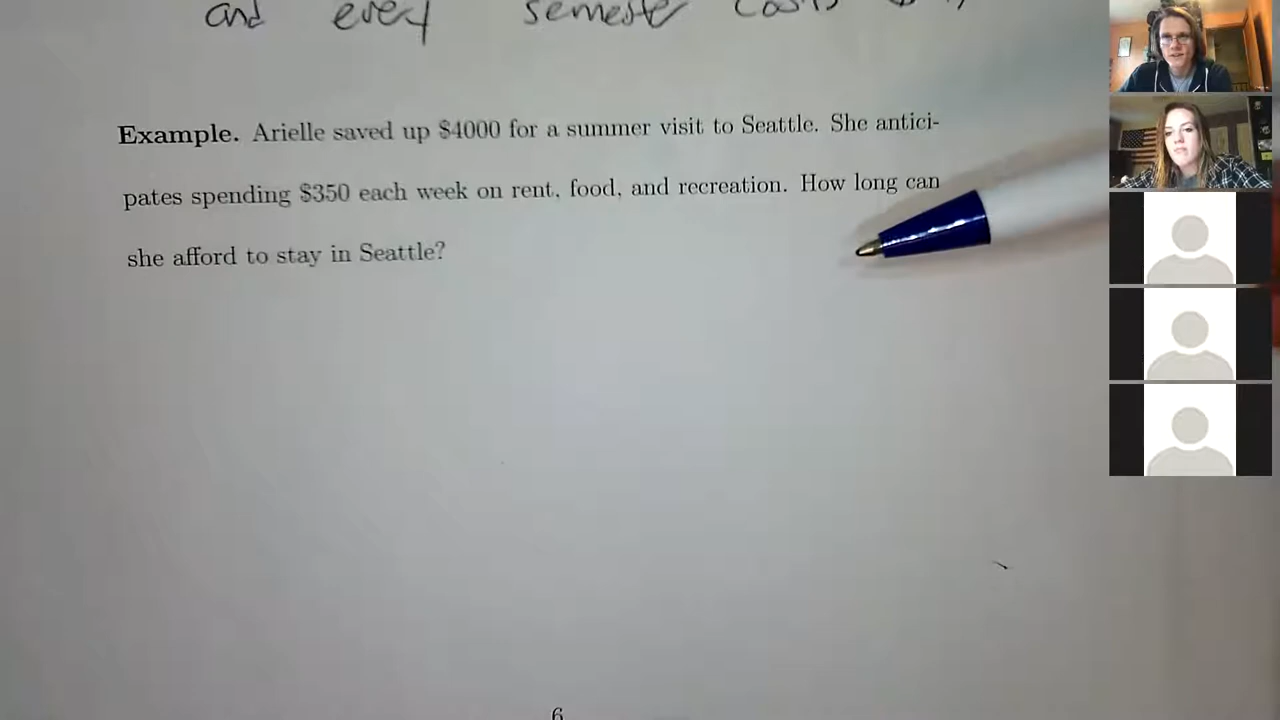 and every semester costs
Example. Arielle saved up $4000 for a summer visit to Seattle. She antici-
pates spending $350 each week on rent, food, and recreation. How long can
she afford to stay in Seattle?
6